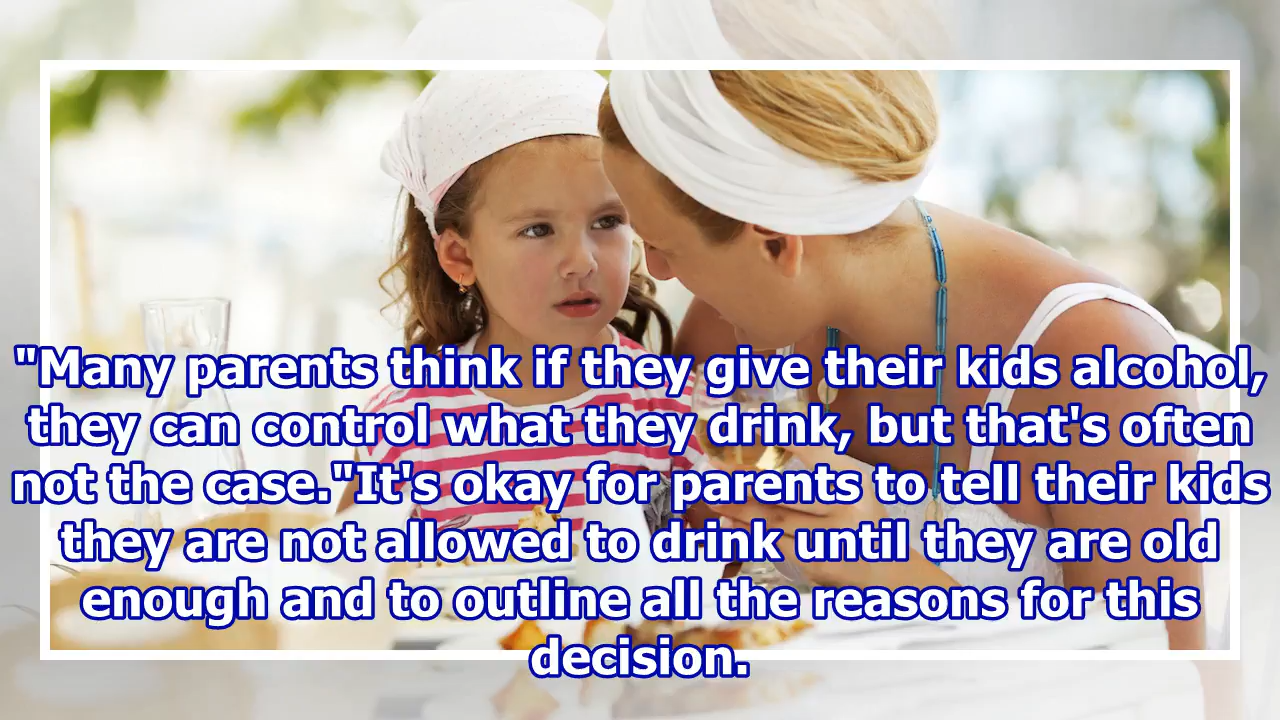 "Many parents think if they give their kids alcohol,
they can control what they drink, but that's often
not the case."It's okay for parents to tell their kids
they are not allowed to drink until they are old
enough and to outline all the reasons for this
decision.